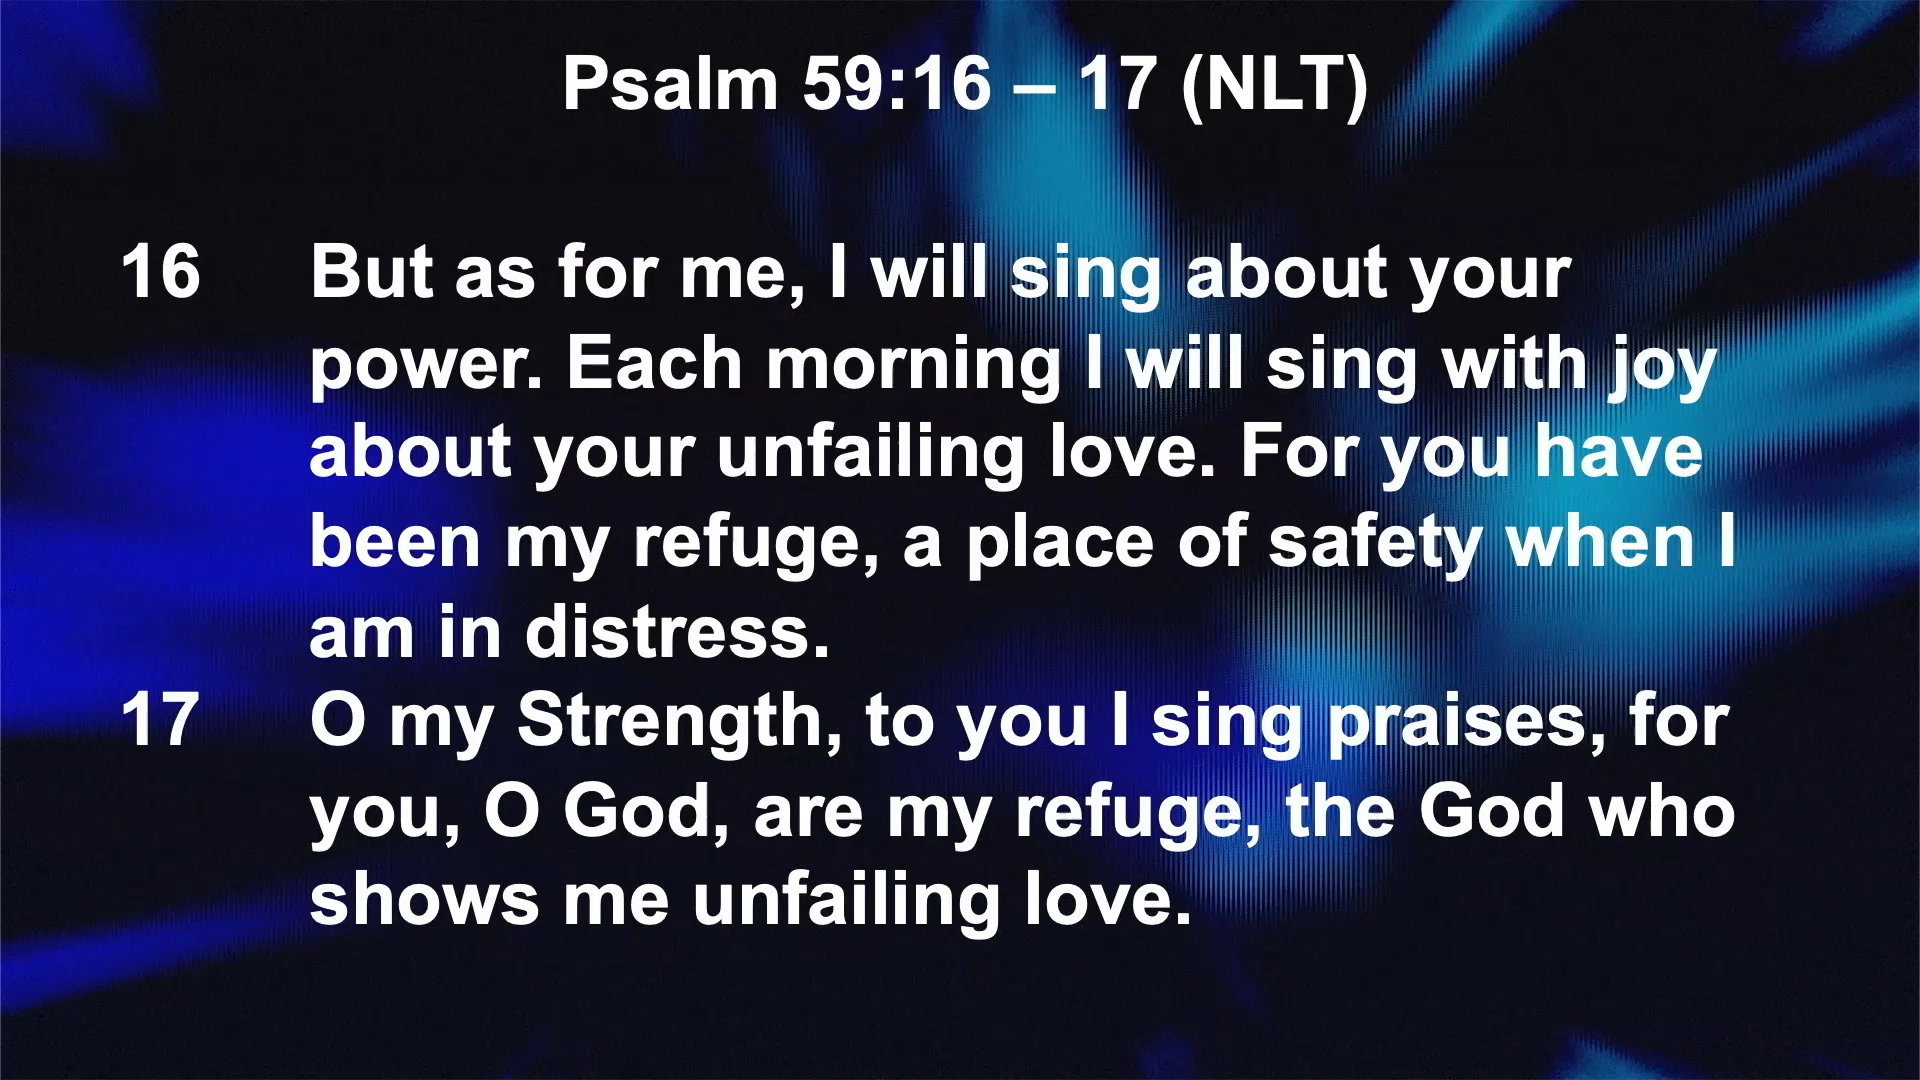 Psalm 59:16 – 17 (NLT)
16 But as for me, I will sing about your
power. Each morning I will sing with joy
about your unfailing love. For you have
been my refuge, a place of safety when I
am in distress.
17 O my Strength, to you I sing praises, for
you, O God, are my refuge, the God who
shows me unfailing love.